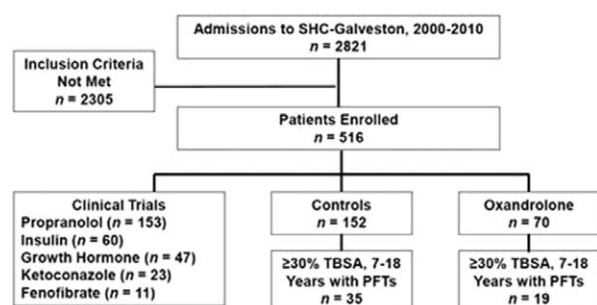 Admissions to SHC-Galveston, 2000-2010
n = 2821
Inclusion Criteria
Not Met
n = 2305
Patients Enrolled
n = 516
Clinical Trials
Propranolol (n = 153)
Insulin (n = 60)
Growth Hormone (n = 47)
Ketoconazole (n = 23)
Fenofibrate (n = 11)
Controls
n = 152
≥30% TBSA, 7-18
Years with PFTs
n = 35
Oxandrolone
n = 70
≥30% TBSA, 7-18
Years with PFTs
n = 19